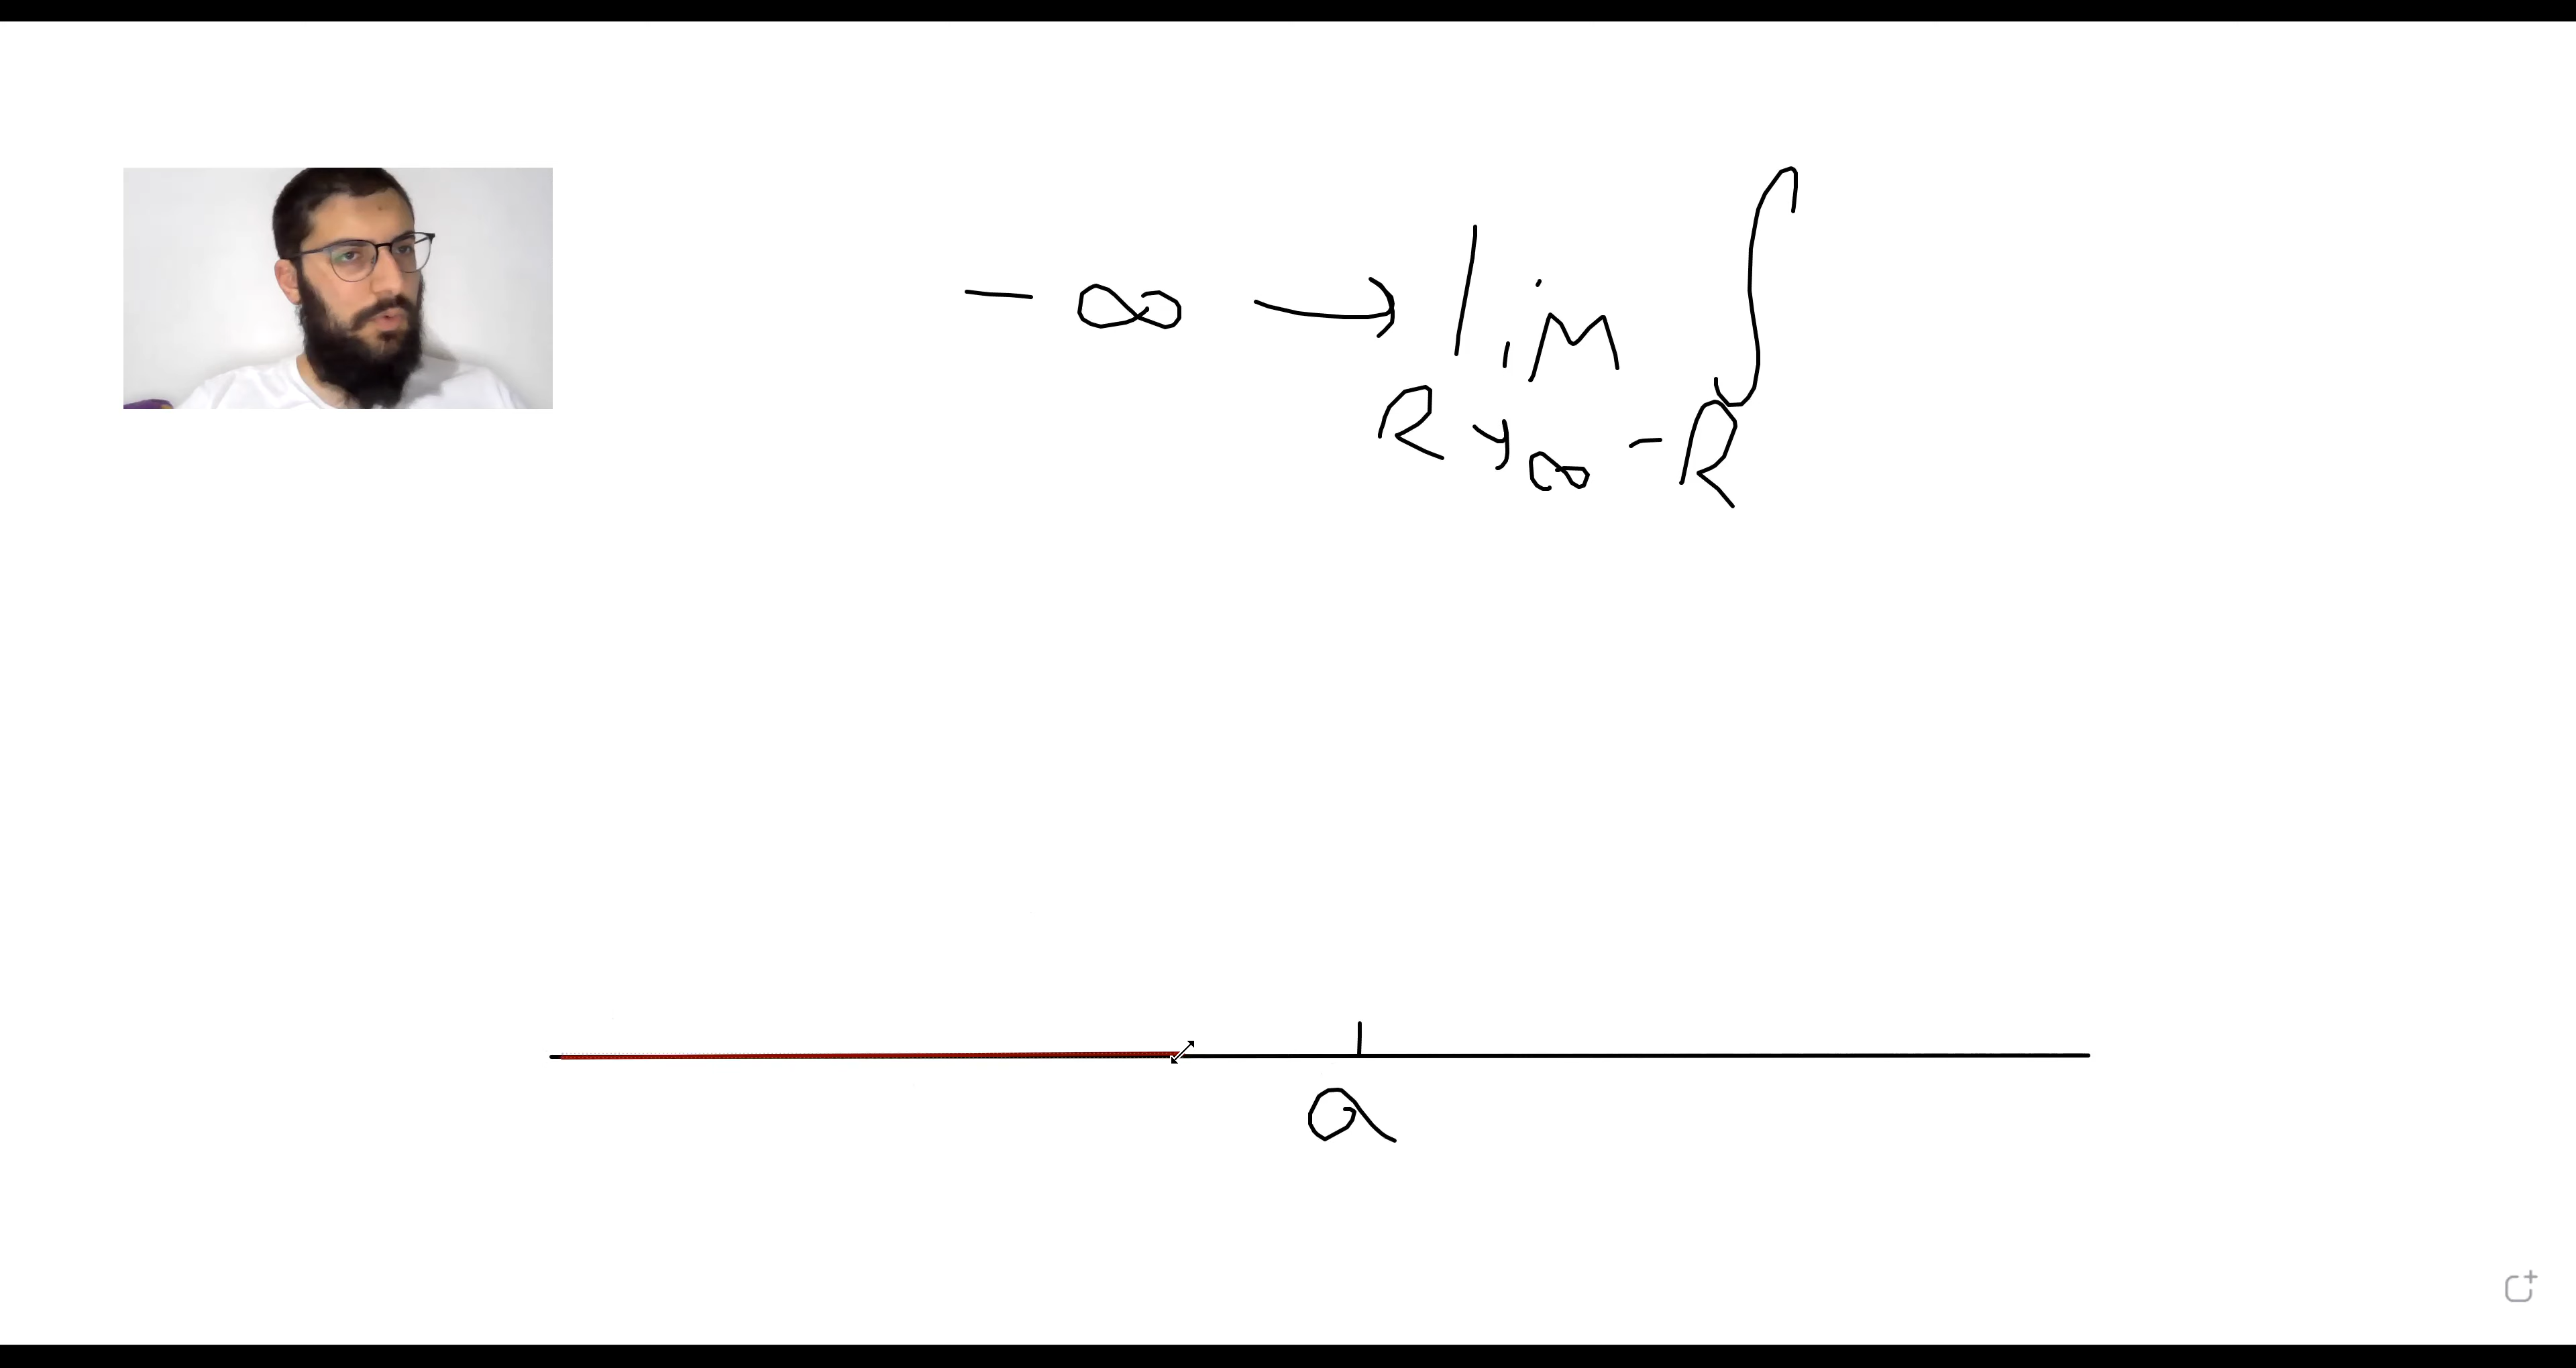 - ∞ → lim ∫
R → ∞ - R
a